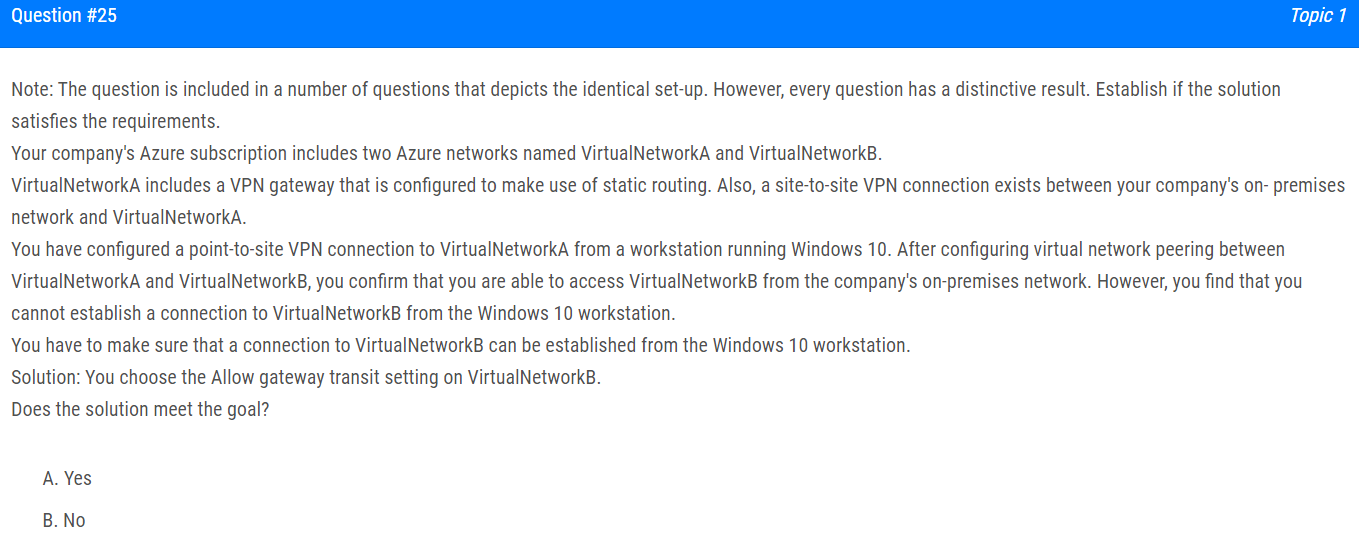 Question #25 Topic 1
Note: The question is included in a number of questions that depicts the identical set-up. However, every question has a distinctive result. Establish if the solution
satisfies the requirements.
Your company's Azure subscription includes two Azure networks named VirtualNetworkA and VirtualNetworkB.
VirtualNetworkA includes a VPN gateway that is configured to make use of static routing. Also, a site-to-site VPN connection exists between your company's on- premises
network and VirtualNetworkA.
You have configured a point-to-site VPN connection to VirtualNetworkA from a workstation running Windows 10. After configuring virtual network peering between
VirtualNetworkA and VirtualNetworkB, you confirm that you are able to access VirtualNetworkB from the company's on-premises network. However, you find that you
cannot establish a connection to VirtualNetworkB from the Windows 10 workstation.
You have to make sure that a connection to VirtualNetworkB can be established from the Windows 10 workstation.
Solution: You choose the Allow gateway transit setting on VirtualNetworkB.
Does the solution meet the goal?
A. Yes
B. No